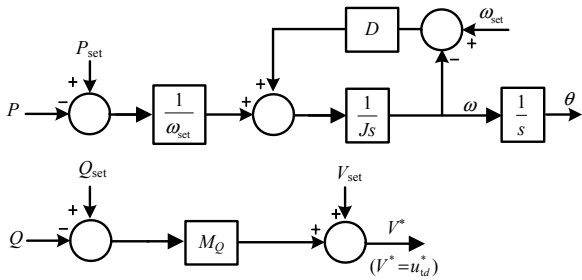 D
ω_set
+
−
P_set
+
P
−
1/ω_set
+
+
1/Js
ω
1/s
θ
Q_set
+
Q
−
M_Q
V_set
+
+
V*
(V*=u*_td)